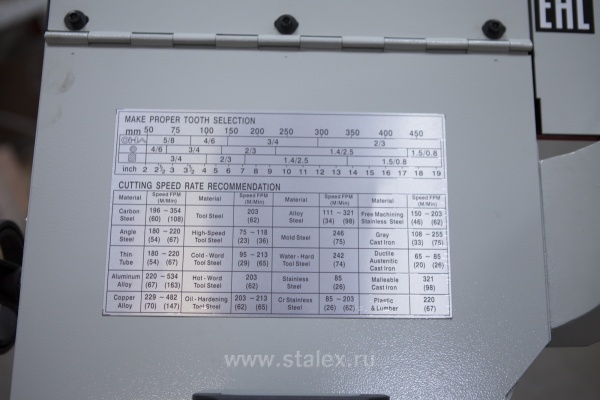 EAC
MAKE PROPER TOOTH SELECTION
mm 50 75 100 150 200 250 300 350 400 450
5/8 4/6 3/4 2/3
4/6 3/4 2/3 1.4/2.5 1.5/0.8
3/4 2/3 1.4/2.5 1.5/0.8
inch 2 2½ 3 3½ 4 5 6 7 8 9 10 11 12 13 14 15 16 17 18 19
CUTTING SPEED RATE RECOMMENDATION
Material Speed FPM (M/Min) Material Speed FPM (M/Min) Material Speed FPM (M/Min) Material Speed FPM (M/Min)
Carbon Steel 196 – 354 (60) (108) Tool Steel 203 (62) Alloy Steel 111 – 321 (34) (98) Free Machining Stainless Steel 150 – 203 (46) (62)
Angle Steel 180 – 220 (54) (67) High-Speed Tool Steel 75 – 118 (23) (36) Mold Steel 246 (75) Gray Cast Iron 108 – 255 (33) (75)
Thin Tube 180 – 220 (54) (67) Cold - Word Tool Steel 95 – 213 (29) (65) Water - Hard Tool Steel 242 (74) Ductile Austenitic Cast Iron 65 – 85 (20) (26)
Aluminum Alloy 220 – 534 (67) (163) Hot - Word Tool Steel 203 (62) Stainless Steel 85 (26) Malleable Cast Iron 321 (98)
Copper Alloy 229 – 482 (70) (147) Oil - Hardening Tool Steel 203 – 213 (62) (65) Cr Stainless Steel 85 – 203 (26) (62) Plastic & Lumber 220 (67)
www.stalex.ru